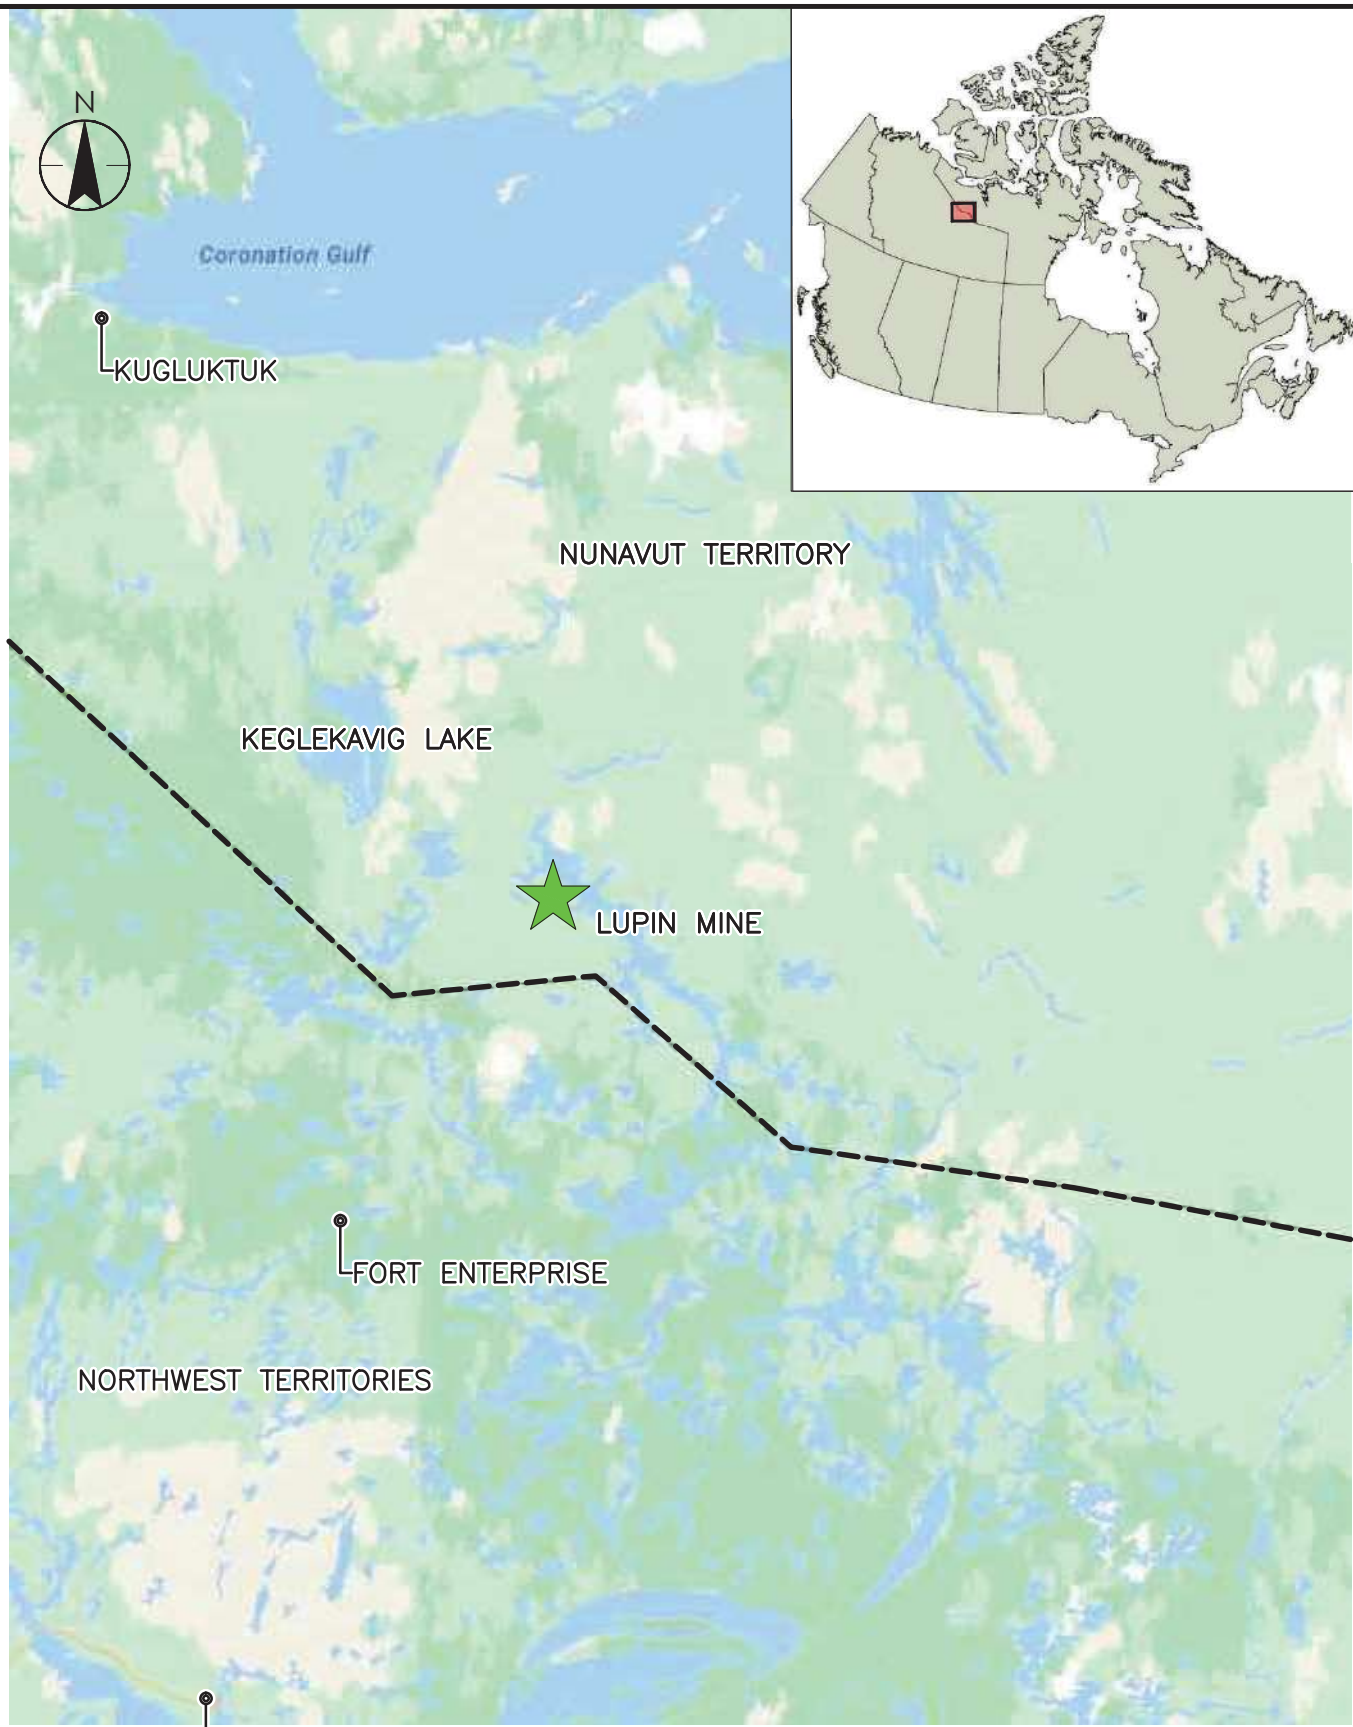 N
Coronation Gulf
KUGLUKTUK
NUNAVUT TERRITORY
KEGLEKAVIG LAKE
LUPIN MINE
FORT ENTERPRISE
NORTHWEST TERRITORIES